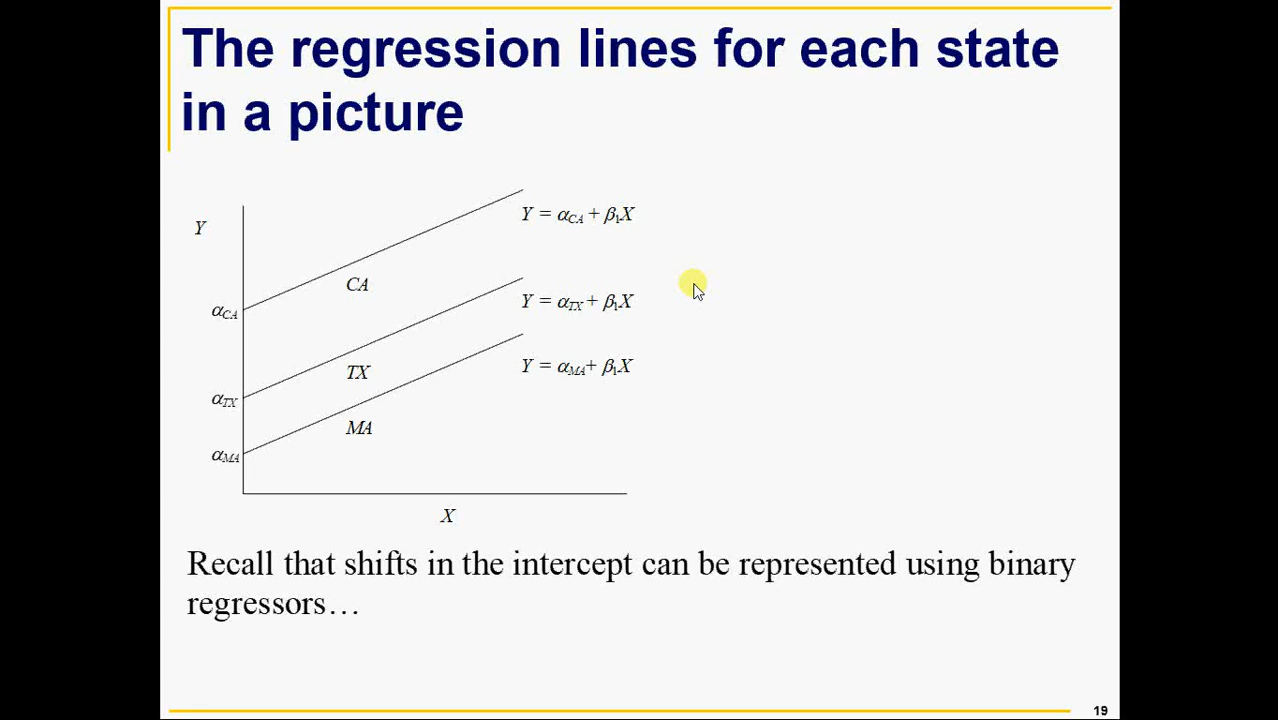 The regression lines for each state
in a picture
Y
Y = αCA + β1X
CA
αCA
Y = αTX + β1X
TX
αTX
Y = αMA+ β1X
MA
αMA
X
Recall that shifts in the intercept can be represented using binary
regressors…
19